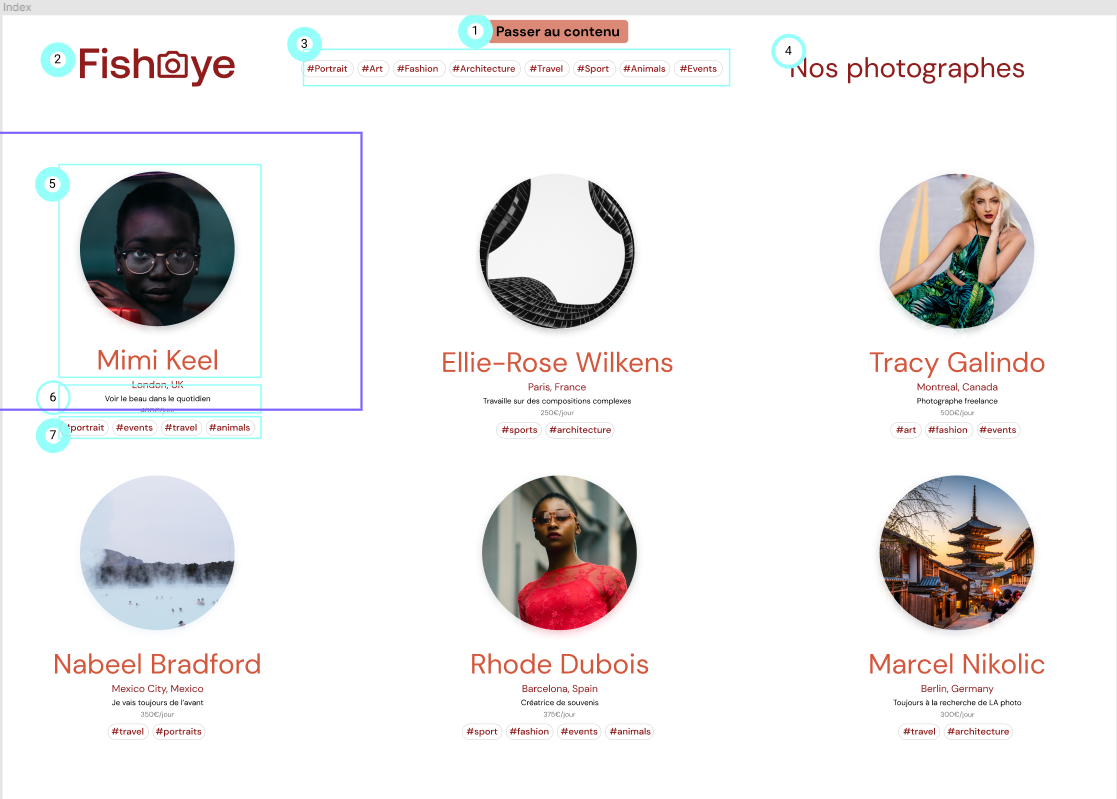 Index
1 Passer au contenu
2 Fisheye
3
#Portrait #Art #Fashion #Architecture #Travel #Sport #Animals #Events
4 Nos photographes
5
Mimi Keel
London, UK
6 Voir le beau dans le quotidien
400€/jour
7 #portrait #events #travel #animals
Ellie-Rose Wilkens
Paris, France
Travaille sur des compositions complexes
250€/jour
#sports #architecture
Tracy Galindo
Montreal, Canada
Photographe freelance
500€/jour
#art #fashion #events
Nabeel Bradford
Mexico City, Mexico
Je vais toujours de l'avant
350€/jour
#travel #portraits
Rhode Dubois
Barcelona, Spain
Créatrice de souvenis
375€/jour
#sport #fashion #events #animals
Marcel Nikolic
Berlin, Germany
Toujours à la recherche de LA photo
300€/jour
#travel #architecture